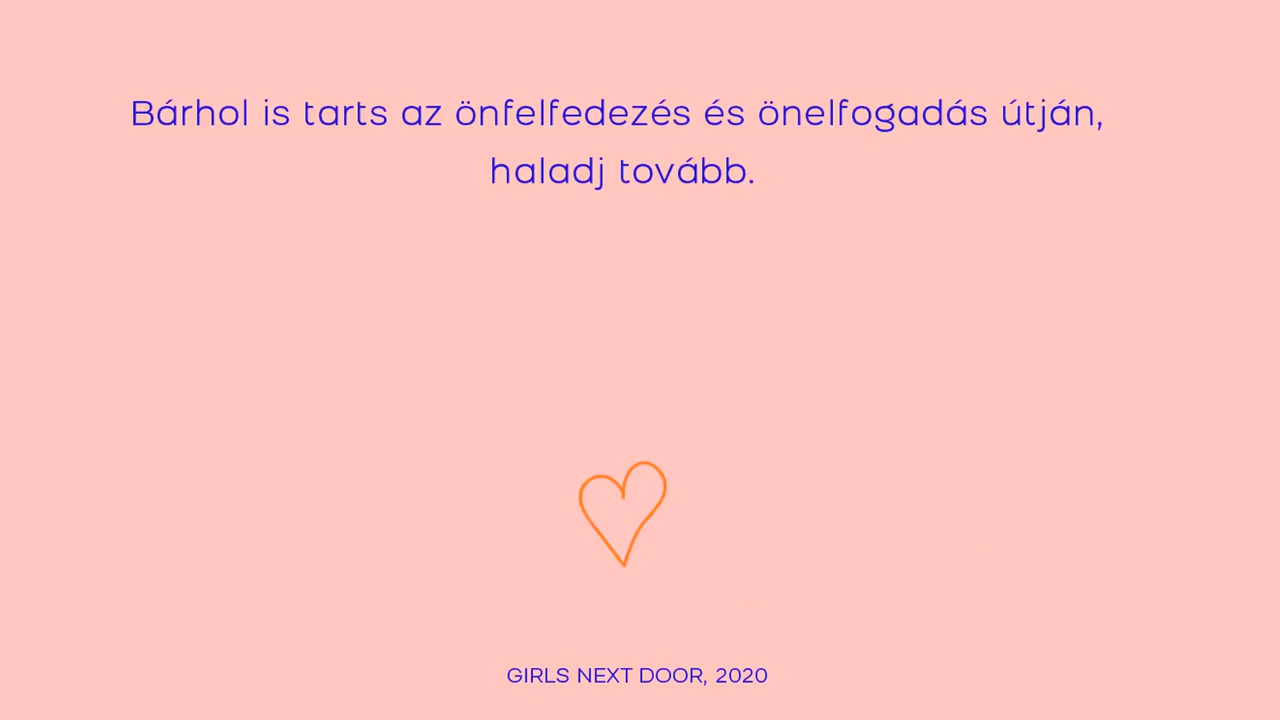 Bárhol is tarts az önfelfedezés és önelfogadás útján,
haladj tovább.
GIRLS NEXT DOOR, 2020